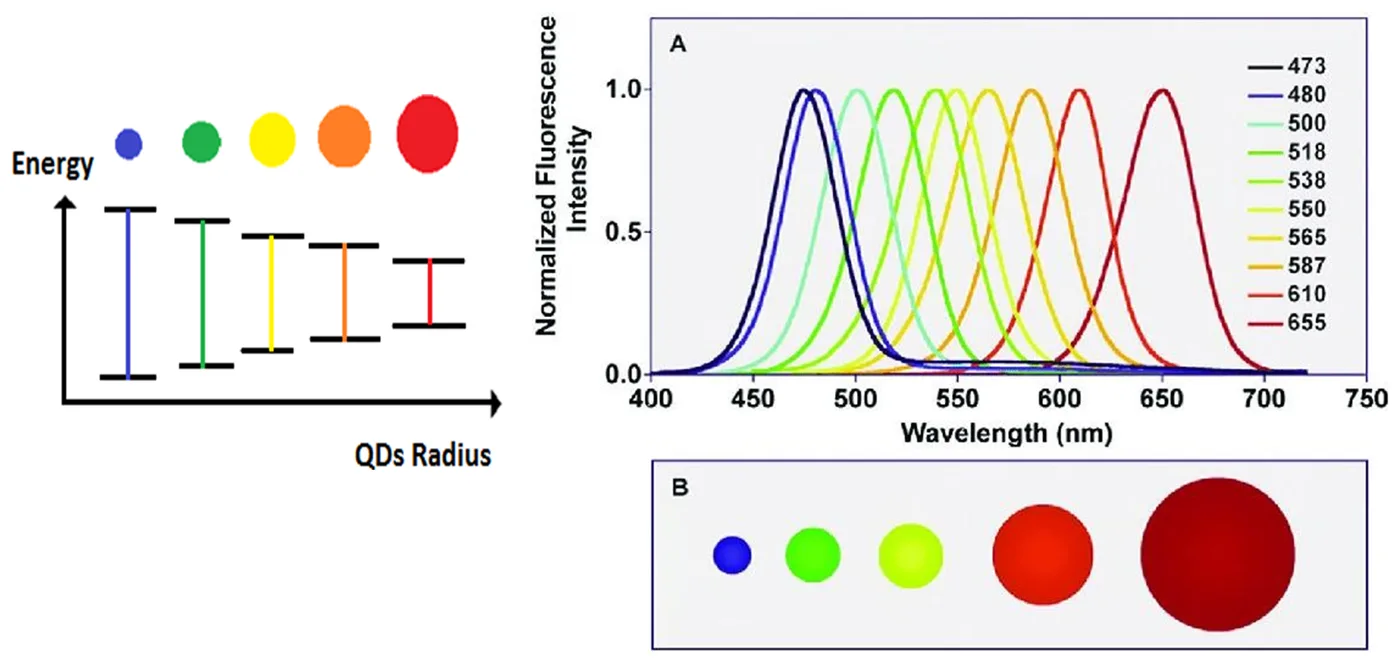 Energy
QDs Radius
A
Normalized Fluorescence
Intensity
1.0
0.5
0.0
400 450 500 550 600 650 700 750
Wavelength (nm)
473
480
500
518
538
550
565
587
610
655
B